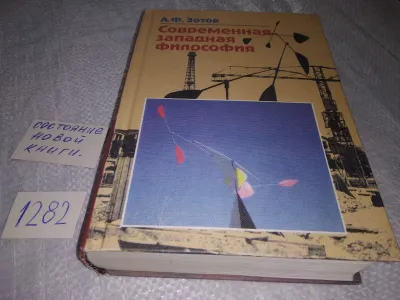 А.Ф. Зотов
Современная
западная
философия
состояние
новой
книги.
1282